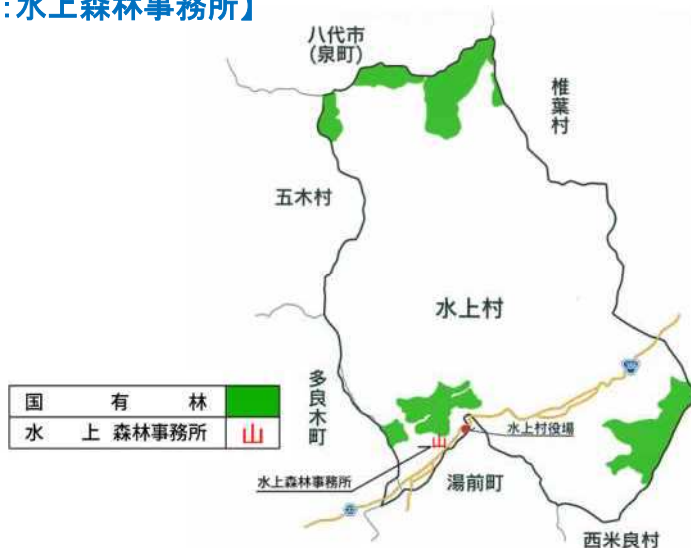 :水上森林事務所】
八代市
(泉町)
椎葉村
五木村
水上村
多良木町
国有林
水上森林事務所
山
山
水上村役場
水上森林事務所
湯前町
西米良村